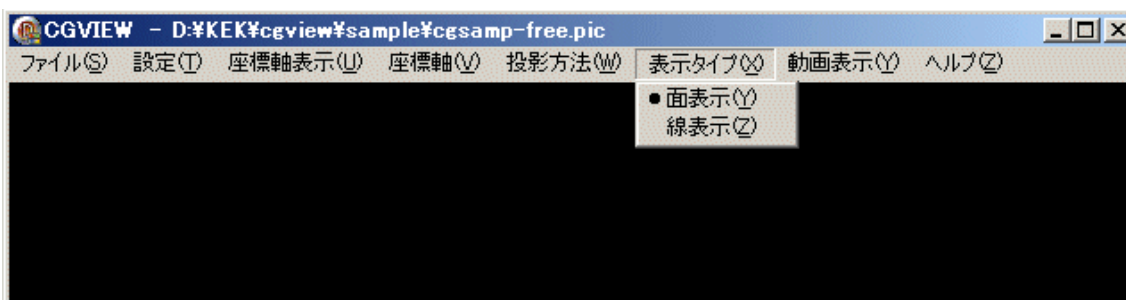 CGVIEW - D:¥KEK¥cgview¥sample¥cgsamp-free.pic
ファイル(S) 設定(T) 座標軸表示(U) 座標軸(V) 投影方法(W) 表示タイプ(X) 動画表示(Y) ヘルプ(Z)
●面表示(Y)
線表示(Z)